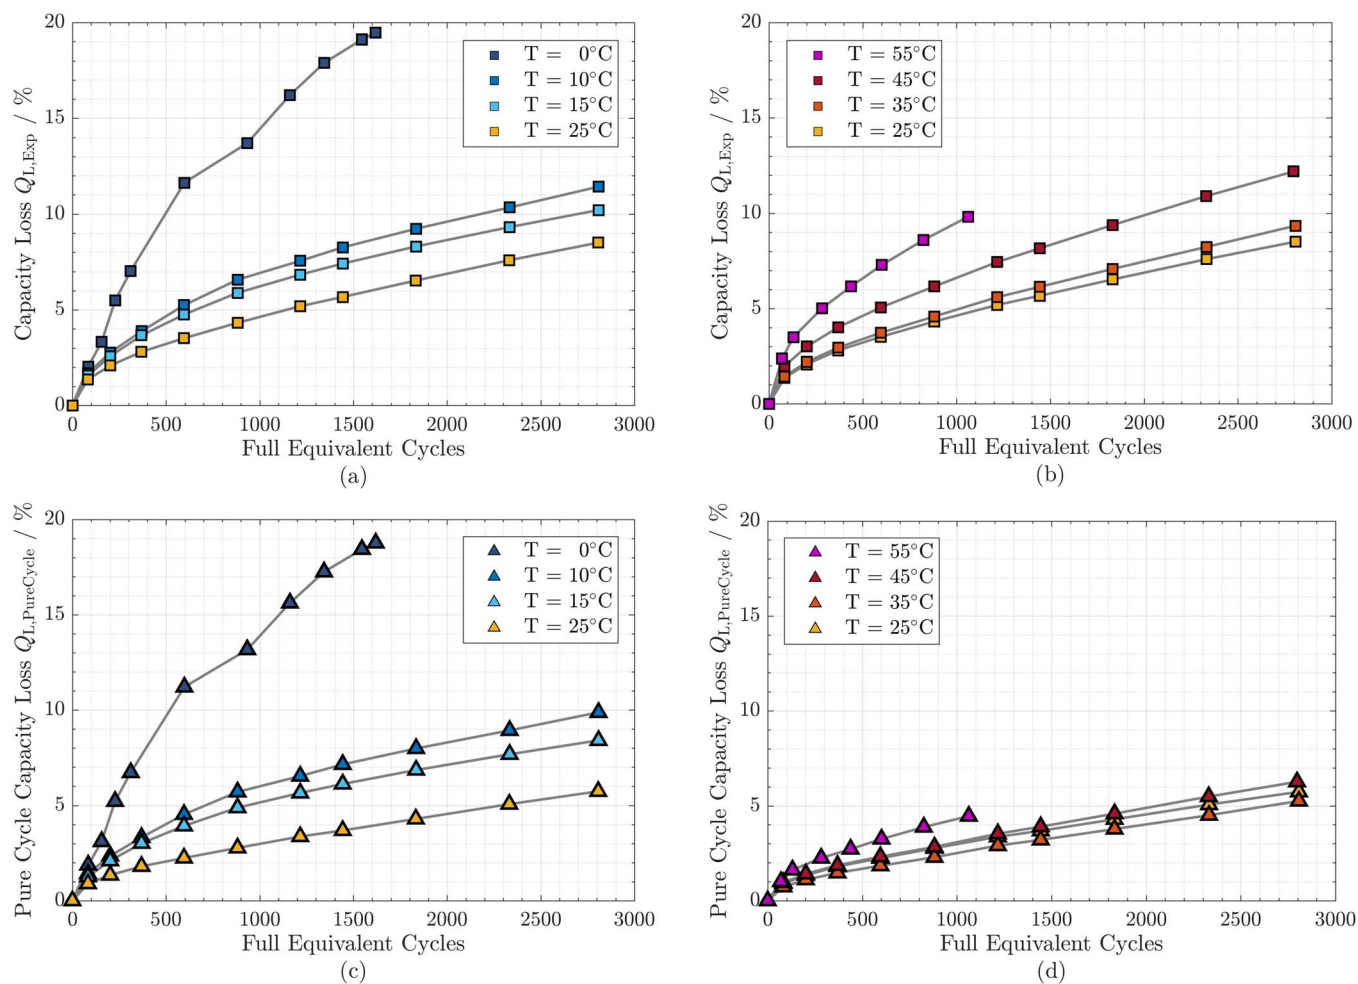 Capacity Loss Q_L,Exp / %
20
15
10
5
0
T = 0°C
T = 10°C
T = 15°C
T = 25°C
0 500 1000 1500 2000 2500 3000
Full Equivalent Cycles
(a)
Capacity Loss Q_L,Exp / %
20
15
10
5
0
T = 55°C
T = 45°C
T = 35°C
T = 25°C
0 500 1000 1500 2000 2500 3000
Full Equivalent Cycles
(b)
Pure Cycle Capacity Loss Q_L,PureCycle / %
20
15
10
5
0
T = 0°C
T = 10°C
T = 15°C
T = 25°C
0 500 1000 1500 2000 2500 3000
Full Equivalent Cycles
(c)
Pure Cycle Capacity Loss Q_L,PureCycle / %
20
15
10
5
0
T = 55°C
T = 45°C
T = 35°C
T = 25°C
0 500 1000 1500 2000 2500 3000
Full Equivalent Cycles
(d)